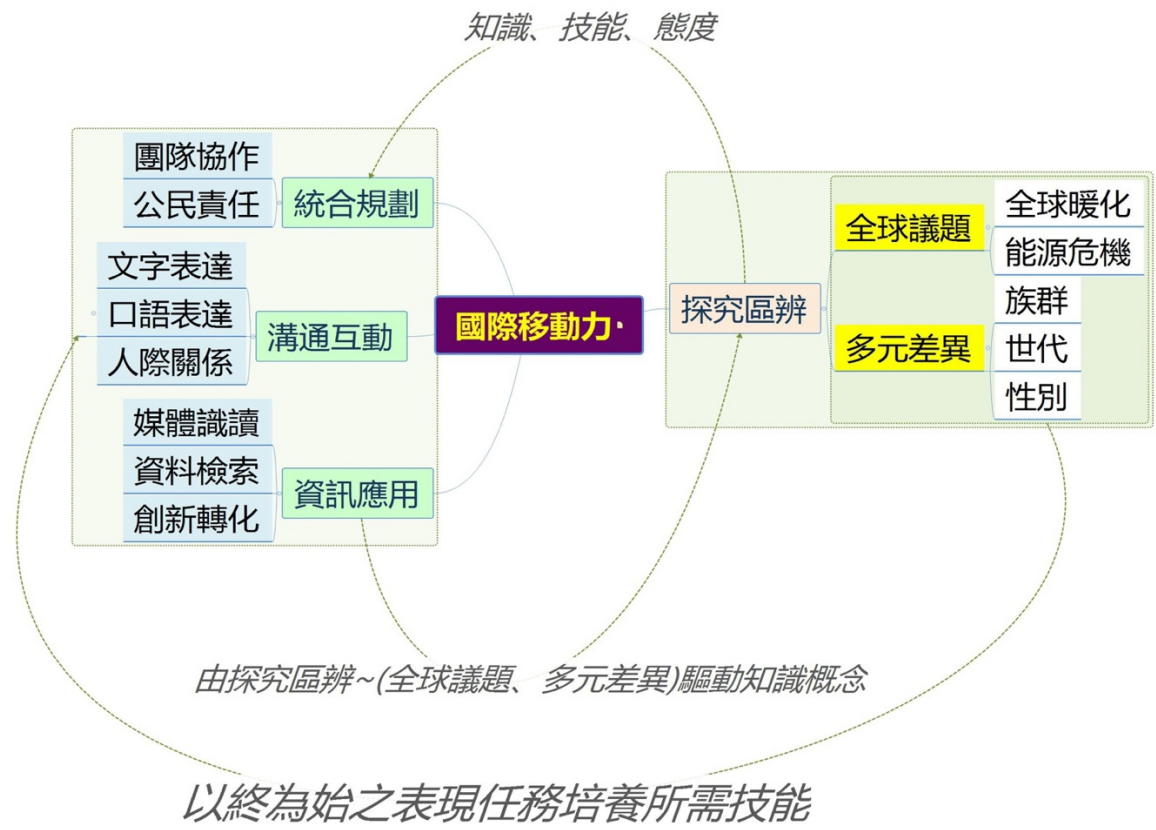 知識、技能、態度
團隊協作
公民責任
統合規劃
文字表達
口語表達
人際關係
溝通互動
媒體識讀
資料檢索
創新轉化
資訊應用
國際移動力
探究區辨
全球議題
全球暖化
能源危機
多元差異
族群
世代
性別
由探究區辨~(全球議題、多元差異)驅動知識概念
以終為始之表現任務培養所需技能